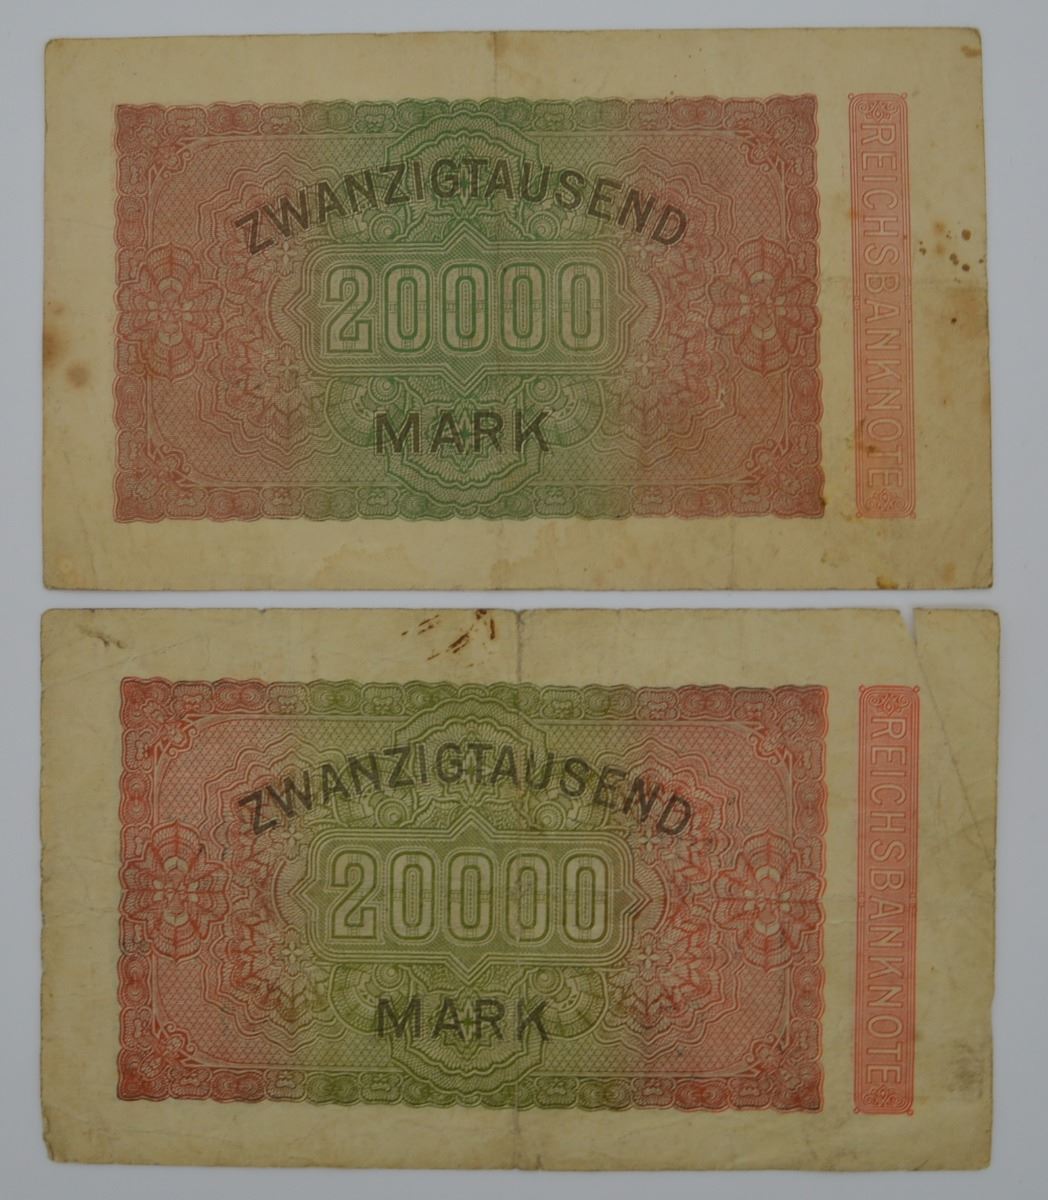 ZWANZIGTAUSEND
20000
MARK
REICHSBANKNOTE
ZWANZIGTAUSEND
20000
MARK
REICHSBANKNOTE